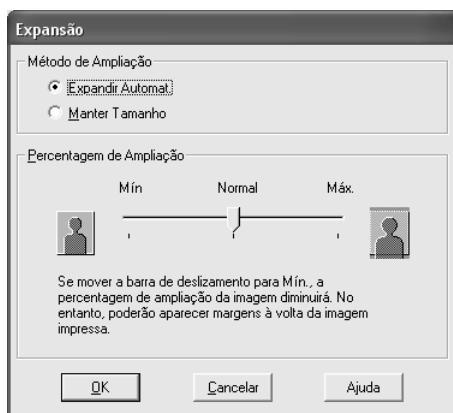 Expansão
Método de Ampliação
Expandir Automat.
Manter Tamanho
Percentagem de Ampliação
Mín Normal Máx.
Se mover a barra de deslizamento para Mín., a
percentagem de ampliação da imagem diminuirá. No
entanto, poderão aparecer margens à volta da imagem
impressa.
OK Cancelar Ajuda